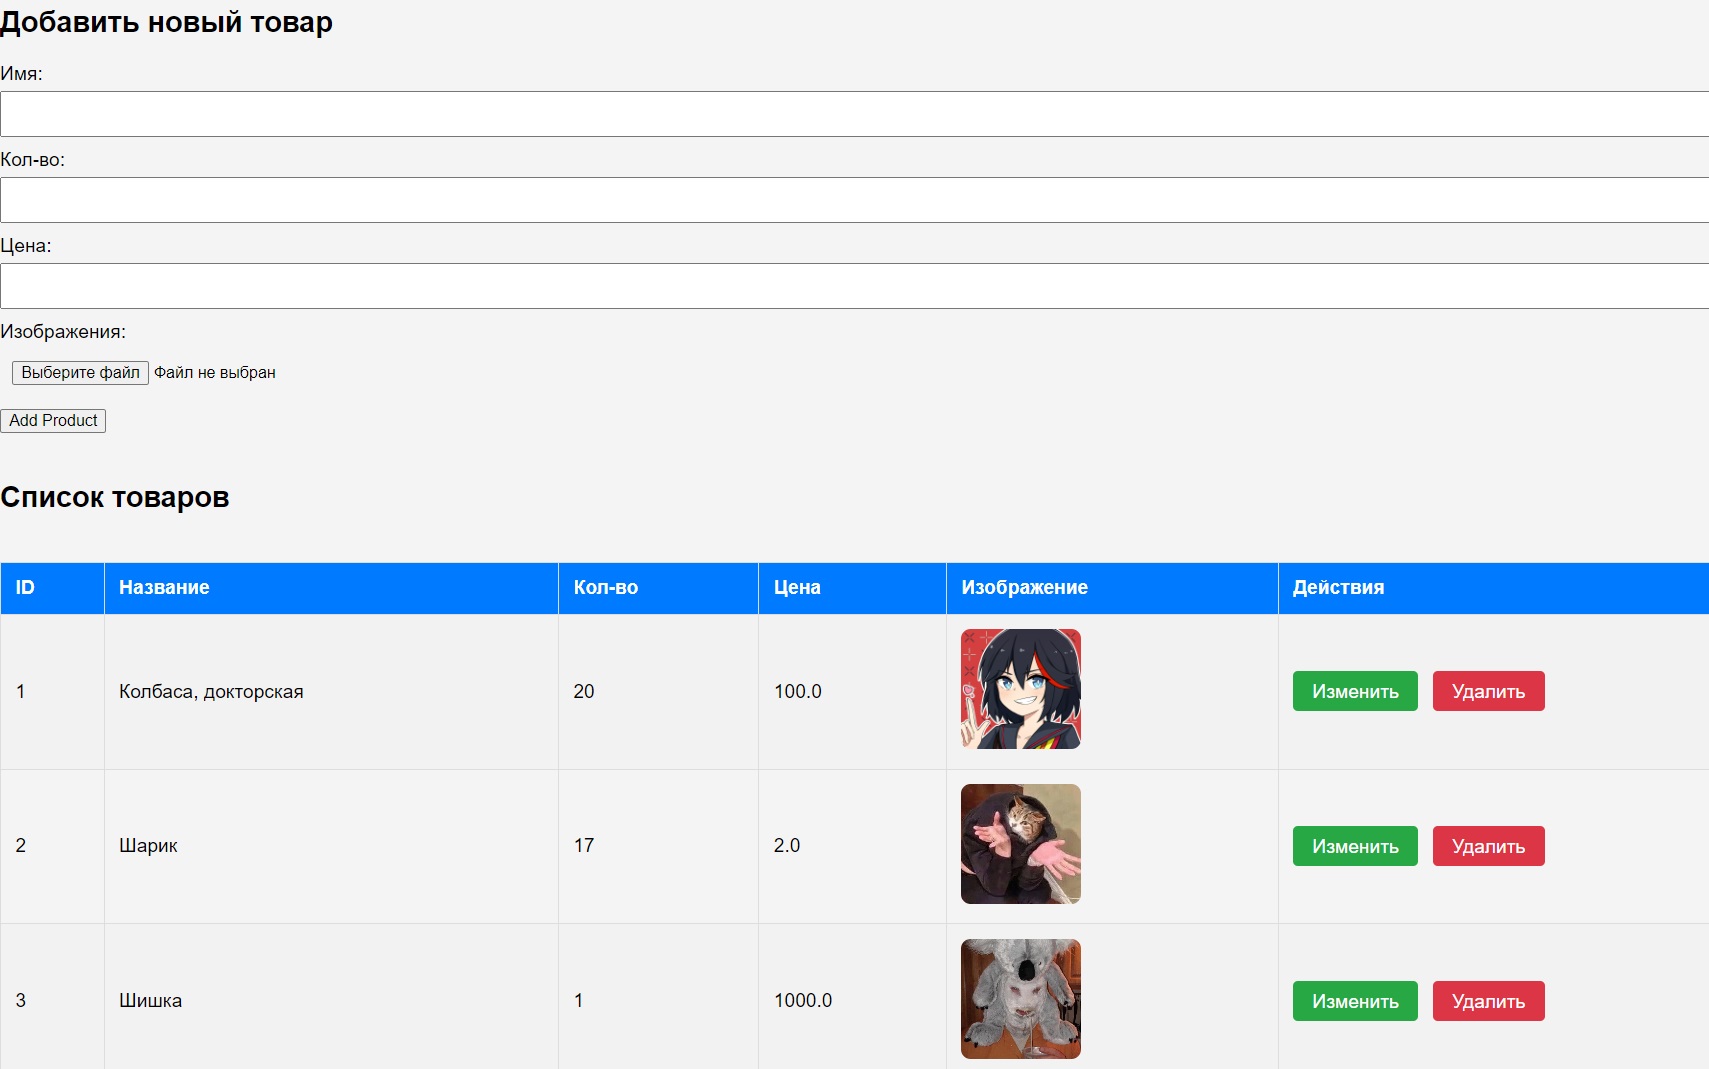 Добавить новый товар
Имя:
Кол-во:
Цена:
Изображения:
Выберите файл Файл не выбран
Add Product
Список товаров
ID Название Кол-во Цена Изображение Действия
1 Колбаса, докторская 20 100.0 Изменить Удалить
2 Шарик 17 2.0 Изменить Удалить
3 Шишка 1 1000.0 Изменить Удалить